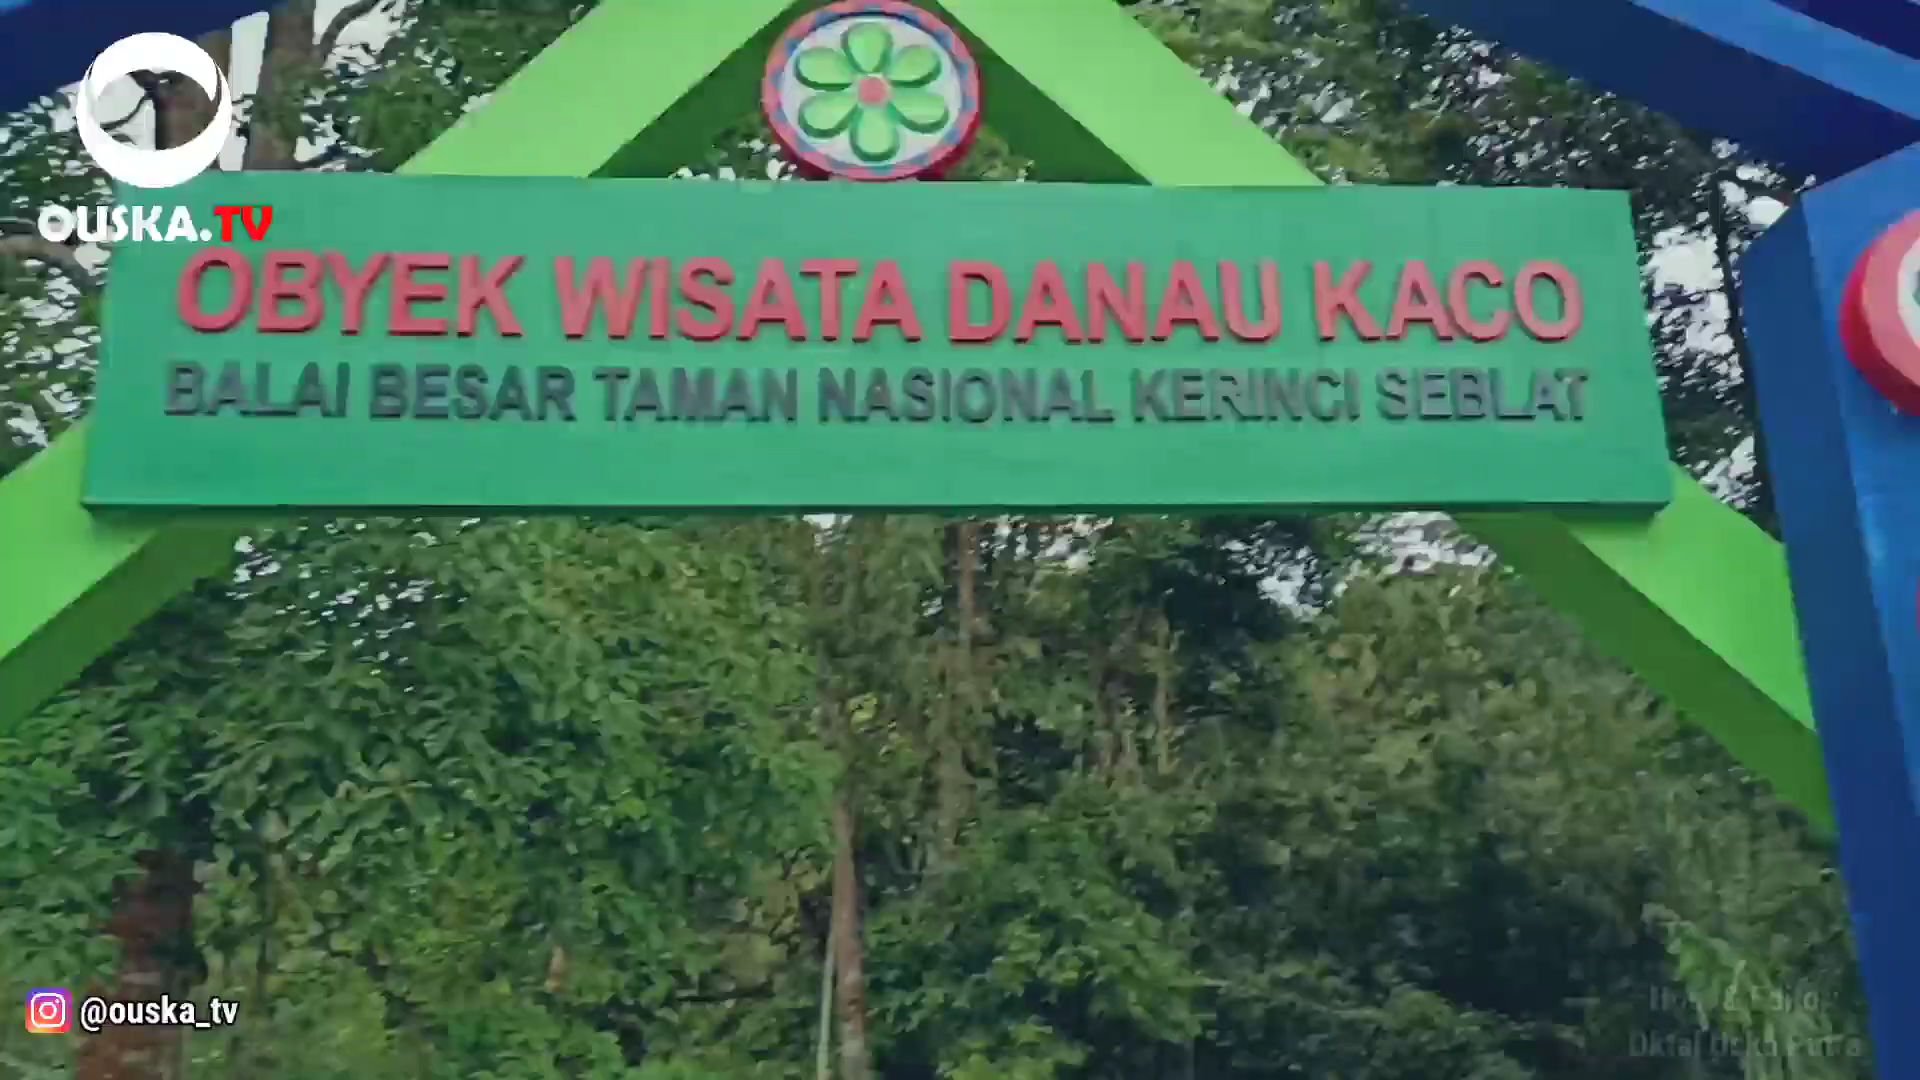 OUSKA.TV
OBYEK WISATA DANAU KACO
BALAI BESAR TAMAN NASIONAL KERINCI SEBLAT
@ouska_tv